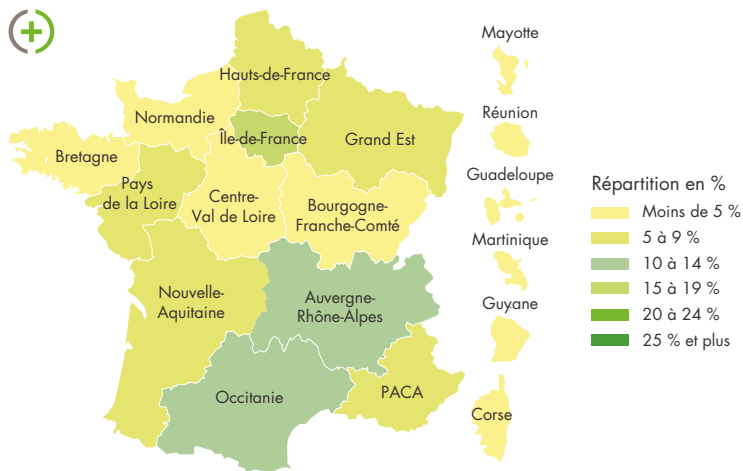 Mayotte
Hauts-de-France
Normandie
Réunion
Île-de-France
Grand Est
Bretagne
Guadeloupe
Pays
de la Loire
Centre-
Val de Loire
Bourgogne-
Franche-Comté
Martinique
Nouvelle-
Aquitaine
Auvergne-
Rhône-Alpes
Guyane
Occitanie
PACA
Corse
Répartition en %
Moins de 5 %
5 à 9 %
10 à 14 %
15 à 19 %
20 à 24 %
25 % et plus